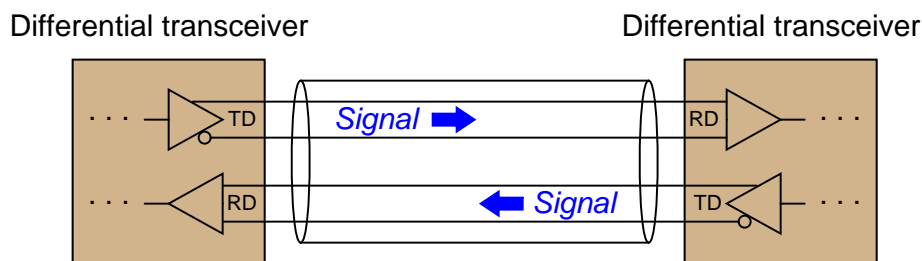 Differential transceiver
Differential transceiver
· · · TD Signal RD · · ·
· · · RD Signal TD · · ·